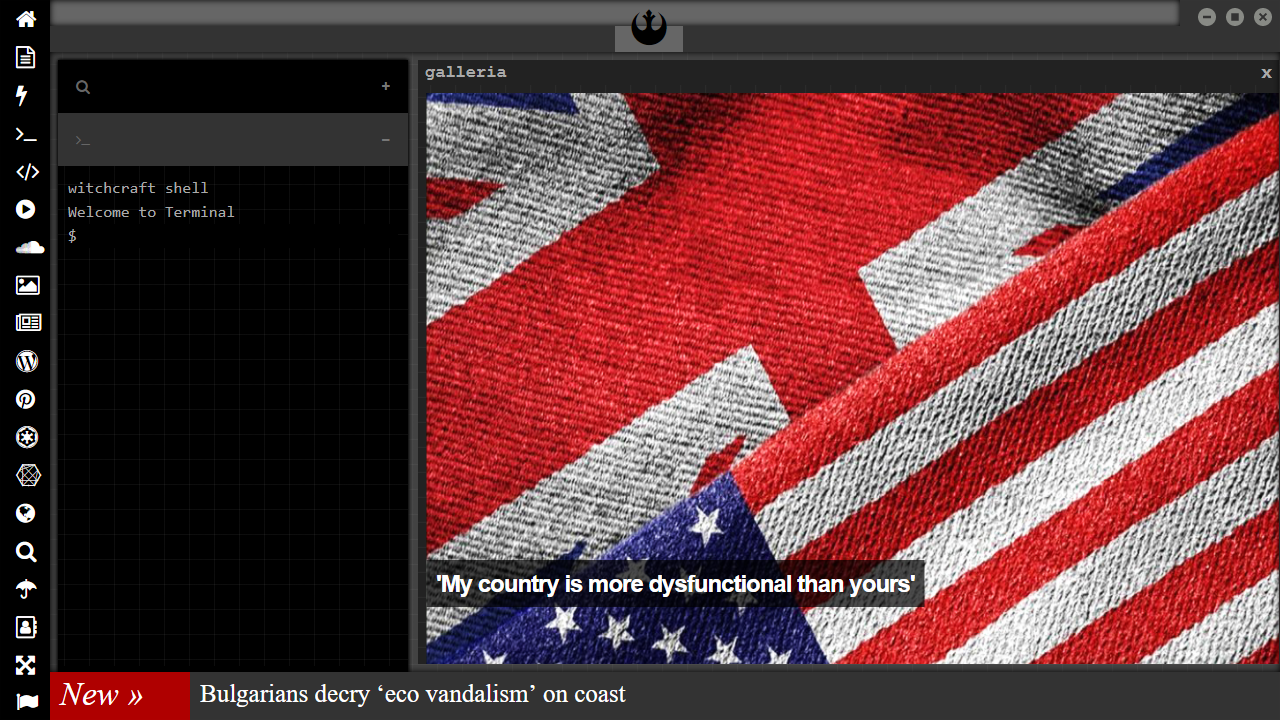 galleria
x
+
>_
–
witchcraft shell
Welcome to Terminal
$
'My country is more dysfunctional than yours'
New »
Bulgarians decry ‘eco vandalism’ on coast